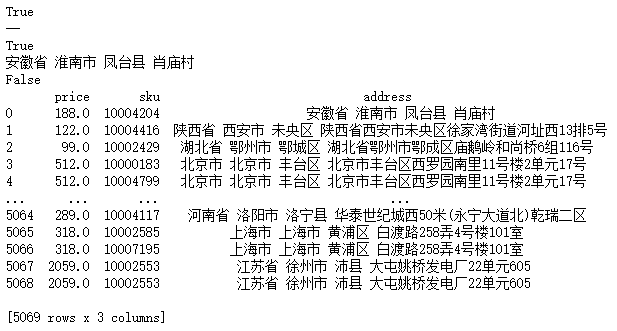 True
——
True
安徽省 淮南市 凤台县 肖庙村
False
price sku address
0 188.0 10004204 安徽省 淮南市 凤台县 肖庙村
1 122.0 10004416 陕西省 西安市 未央区 陕西省西安市未央区徐家湾街道河址西13排5号
2 99.0 10002429 湖北省 鄂州市 鄂城区 湖北省鄂州市鄂成区庙鹅岭和尚桥6组116号
3 512.0 10000183 北京市 北京市 丰台区 北京市丰台区西罗园南里11号楼2单元17号
4 512.0 10004799 北京市 北京市 丰台区 北京市丰台区西罗园南里11号楼2单元17号
... ... ... ...
5064 289.0 10004117 河南省 洛阳市 洛宁县 华泰世纪城西50米(永宁大道北)乾瑞二区
5065 318.0 10002585 上海市 上海市 黄浦区 白渡路258弄4号楼101室
5066 318.0 10007195 上海市 上海市 黄浦区 白渡路258弄4号楼101室
5067 2059.0 10002553 江苏省 徐州市 沛县 大屯姚桥发电厂22单元605
5068 2059.0 10002553 江苏省 徐州市 沛县 大屯姚桥发电厂22单元605
[5069 rows x 3 columns]